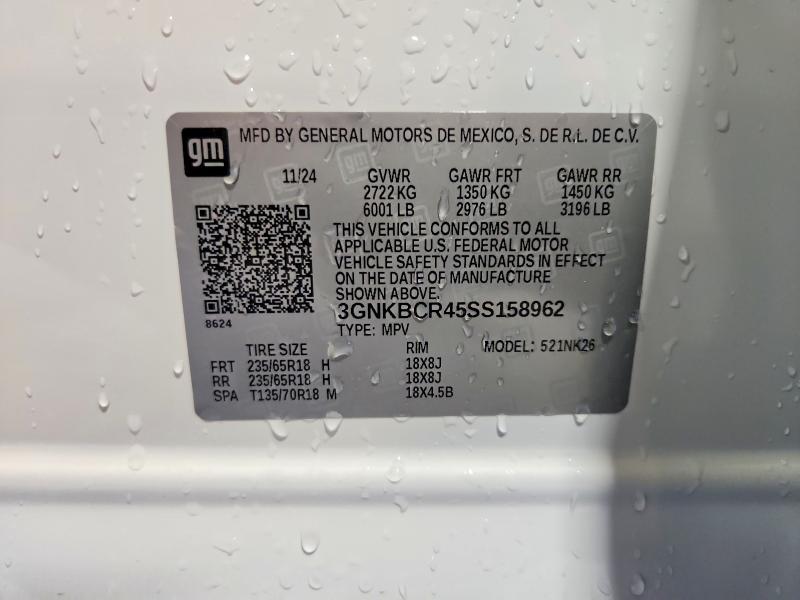 gm
MFD BY GENERAL MOTORS DE MEXICO, S. DE R.L. DE C.V.
11/24 GVWR GAWR FRT GAWR RR
2722 KG 1350 KG 1450 KG
6001 LB 2976 LB 3196 LB
THIS VEHICLE CONFORMS TO ALL
APPLICABLE U.S. FEDERAL MOTOR
VEHICLE SAFETY STANDARDS IN EFFECT
ON THE DATE OF MANUFACTURE
SHOWN ABOVE.
3GNKBCR45SS158962
8624
TYPE: MPV
TIRE SIZE RIM MODEL: 521NK26
FRT 235/65R18 H 18X8J
RR 235/65R18 H 18X8J
SPA T135/70R18 M 18X4.5B